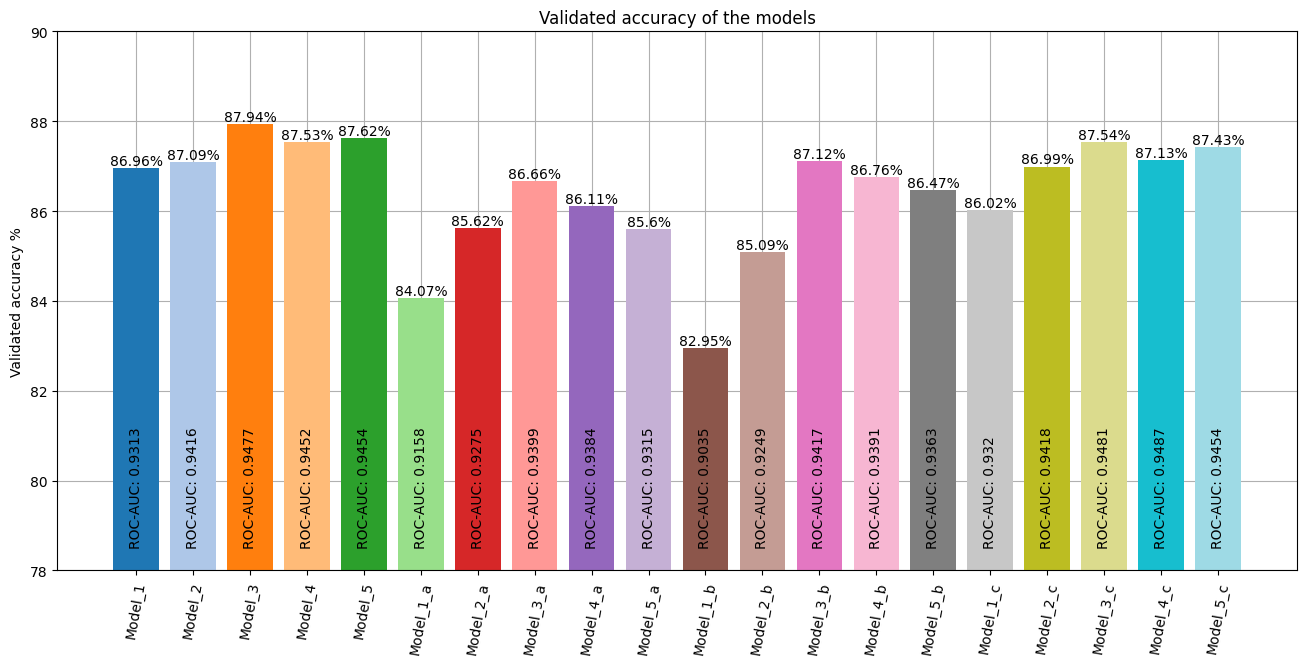 Validated accuracy of the models
Validated accuracy %
90
88
86
84
82
80
78
86.96%
87.09%
87.94%
87.53%
87.62%
84.07%
85.62%
86.66%
86.11%
85.6%
82.95%
85.09%
87.12%
86.76%
86.47%
86.02%
86.99%
87.54%
87.13%
87.43%
ROC-AUC: 0.9313
ROC-AUC: 0.9416
ROC-AUC: 0.9477
ROC-AUC: 0.9452
ROC-AUC: 0.9454
ROC-AUC: 0.9158
ROC-AUC: 0.9275
ROC-AUC: 0.9399
ROC-AUC: 0.9384
ROC-AUC: 0.9315
ROC-AUC: 0.9035
ROC-AUC: 0.9249
ROC-AUC: 0.9417
ROC-AUC: 0.9391
ROC-AUC: 0.9363
ROC-AUC: 0.932
ROC-AUC: 0.9418
ROC-AUC: 0.9481
ROC-AUC: 0.9487
ROC-AUC: 0.9454
Model_1
Model_2
Model_3
Model_4
Model_5
Model_1_a
Model_2_a
Model_3_a
Model_4_a
Model_5_a
Model_1_b
Model_2_b
Model_3_b
Model_4_b
Model_5_b
Model_1_c
Model_2_c
Model_3_c
Model_4_c
Model_5_c